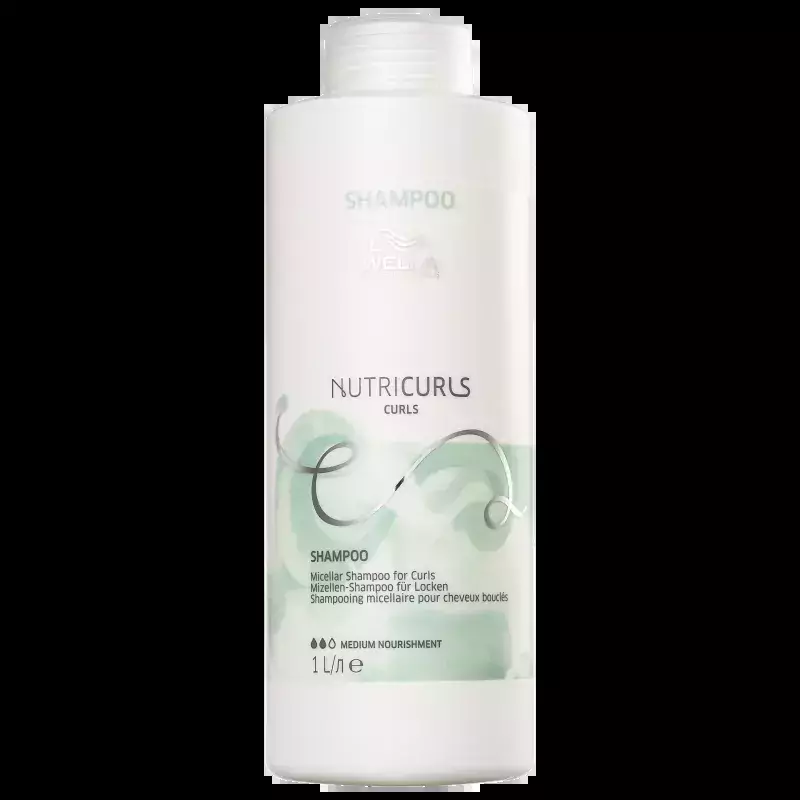 SHAMPOO
WELLA
NUTRICURLS
CURLS
SHAMPOO
Micellar Shampoo for Curls
Mizellen-Shampoo für Locken
Shampooing micellaire pour cheveux bouclés
MEDIUM NOURISHMENT
1 L/л ℮